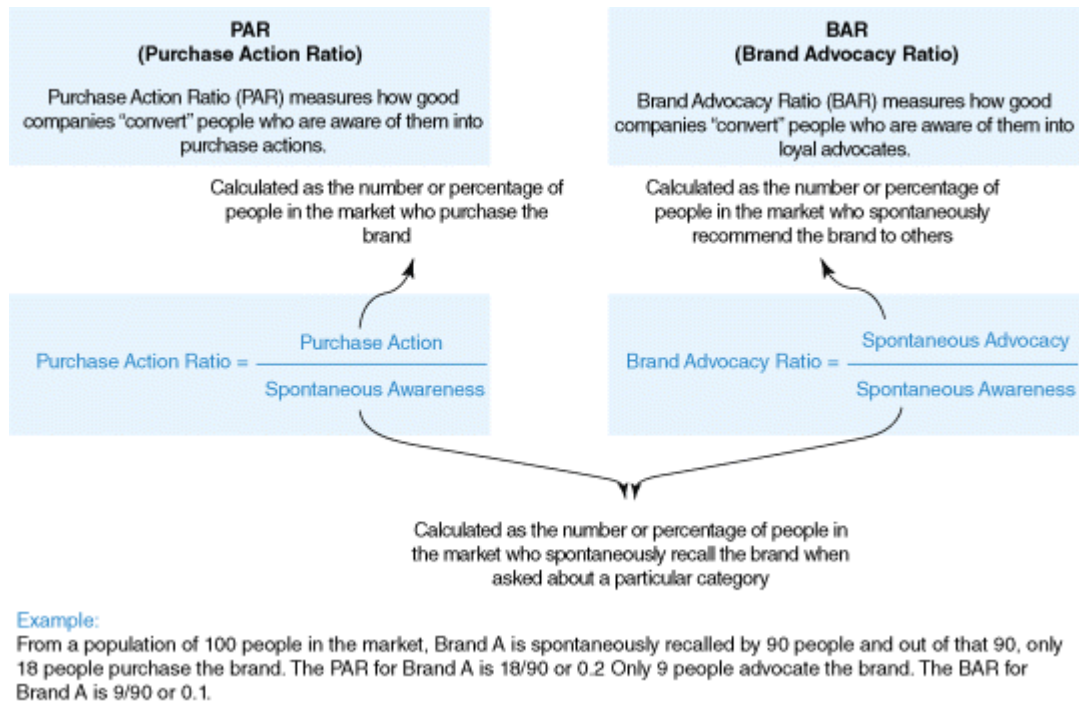 PAR
(Purchase Action Ratio)
Purchase Action Ratio (PAR) measures how good
companies “convert” people who are aware of them into
purchase actions.
BAR
(Brand Advocacy Ratio)
Brand Advocacy Ratio (BAR) measures how good
companies “convert” people who are aware of them into
loyal advocates.
Calculated as the number or percentage of
people in the market who purchase the
brand
Calculated as the number or percentage of
people in the market who spontaneously
recommend the brand to others
Purchase Action Ratio =
Purchase Action
Spontaneous Awareness
Brand Advocacy Ratio =
Spontaneous Advocacy
Spontaneous Awareness
Calculated as the number or percentage of people in
the market who spontaneously recall the brand when
asked about a particular category
Example:
From a population of 100 people in the market, Brand A is spontaneously recalled by 90 people and out of that 90, only
18 people purchase the brand. The PAR for Brand A is 18/90 or 0.2 Only 9 people advocate the brand. The BAR for
Brand A is 9/90 or 0.1.